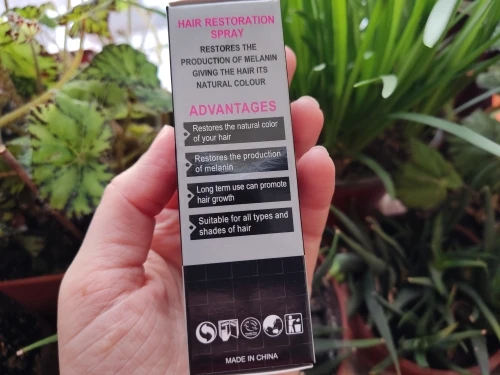 HAIR RESTORATION
SPRAY
RESTORES THE
PRODUCTION OF MELANIN
GIVING THE HAIR ITS
NATURAL COLOUR
ADVANTAGES
Restores the natural color
of your hair
Restores the production
of melanin
Long term use can promote
hair growth
Suitable for all types and
shades of hair
MADE IN CHINA